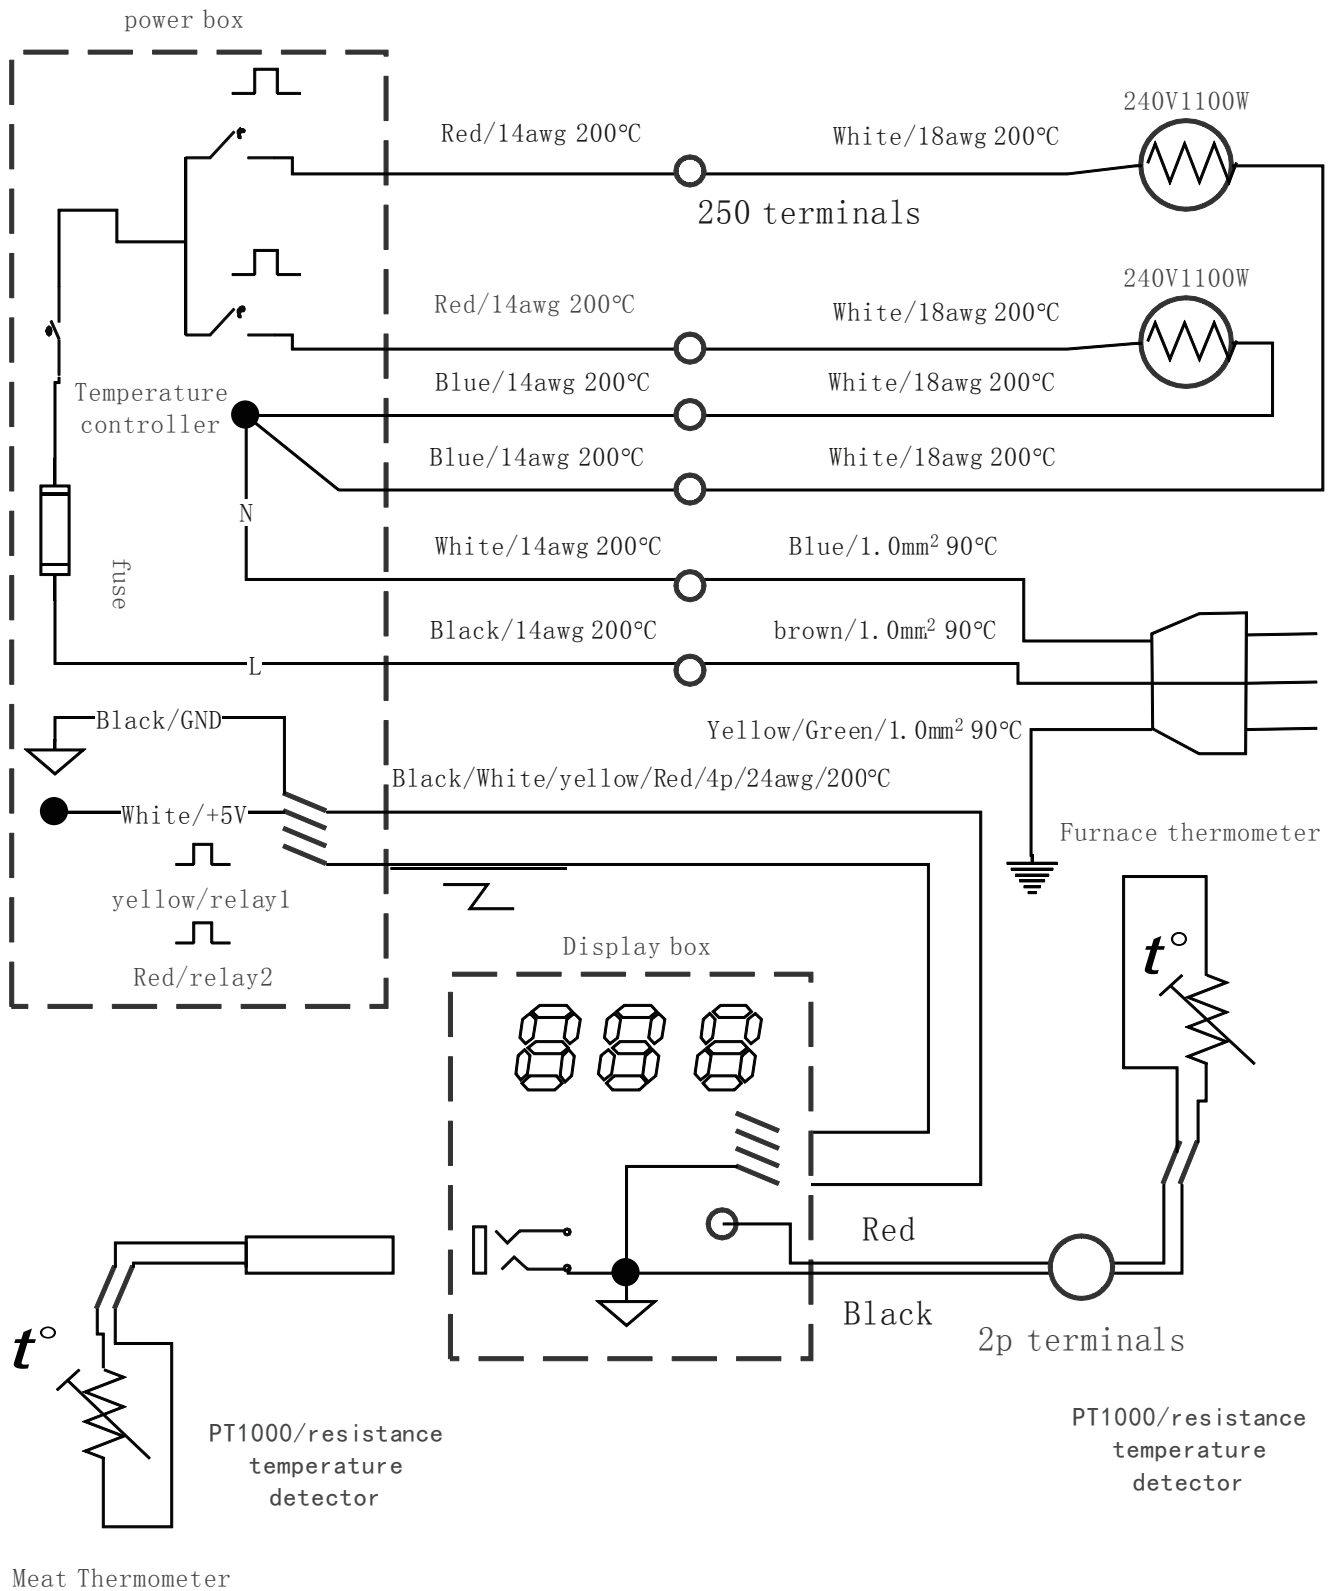 power box
240V1100W
Red/14awg 200℃
White/18awg 200℃
250 terminals
240V1100W
Red/14awg 200℃
White/18awg 200℃
Temperature
controller
Blue/14awg 200℃
White/18awg 200℃
Blue/14awg 200℃
White/18awg 200℃
N
White/14awg 200℃
Blue/1.0mm² 90℃
fuse
Black/14awg 200℃
brown/1.0mm² 90℃
L
Black/GND
Yellow/Green/1.0mm² 90℃
Black/White/yellow/Red/4p/24awg/200℃
White/+5V
Furnace thermometer
yellow/relay1
Red/relay2
Display box
t°
888
Red
Black
2p terminals
t°
PT1000/resistance
temperature
detector
PT1000/resistance
temperature
detector
Meat Thermometer